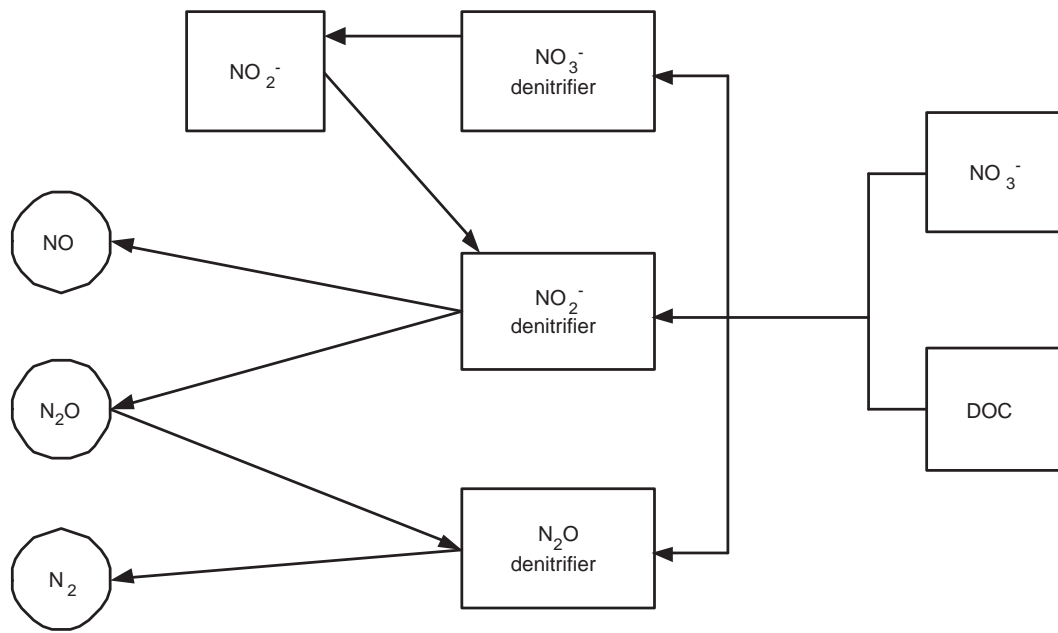 NO₂⁻
NO₃⁻
denitrifier
NO₃⁻
NO
NO₂⁻
denitrifier
N₂O
DOC
N₂O
denitrifier
N₂